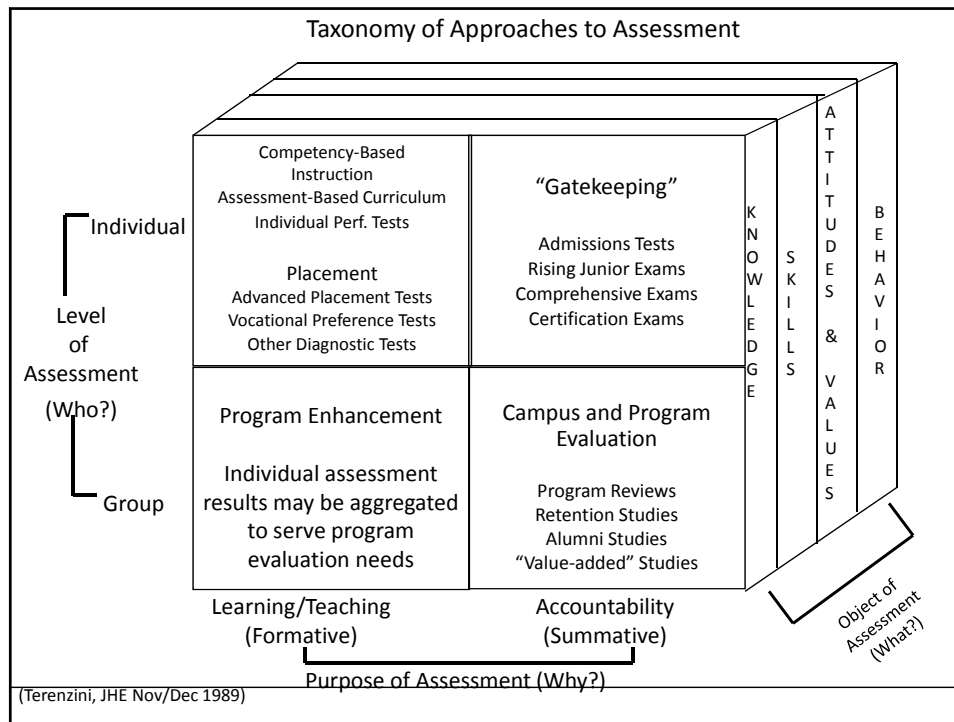 Taxonomy of Approaches to Assessment
Competency-Based
Instruction
Assessment-Based Curriculum
Individual Perf. Tests
Placement
Advanced Placement Tests
Vocational Preference Tests
Other Diagnostic Tests
“Gatekeeping”
Admissions Tests
Rising Junior Exams
Comprehensive Exams
Certification Exams
Individual
Level
of
Assessment
(Who?)
Group
Program Enhancement
Individual assessment
results may be aggregated
to serve program
evaluation needs
Campus and Program
Evaluation
Program Reviews
Retention Studies
Alumni Studies
“Value-added” Studies
KNOWLEDGE
SKILLS
ATTITUDES & VALUES
BEHAVIOR
Learning/Teaching
(Formative)
Accountability
(Summative)
Purpose of Assessment (Why?)
Object of
Assessment
(What?)
(Terenzini, JHE Nov/Dec 1989)